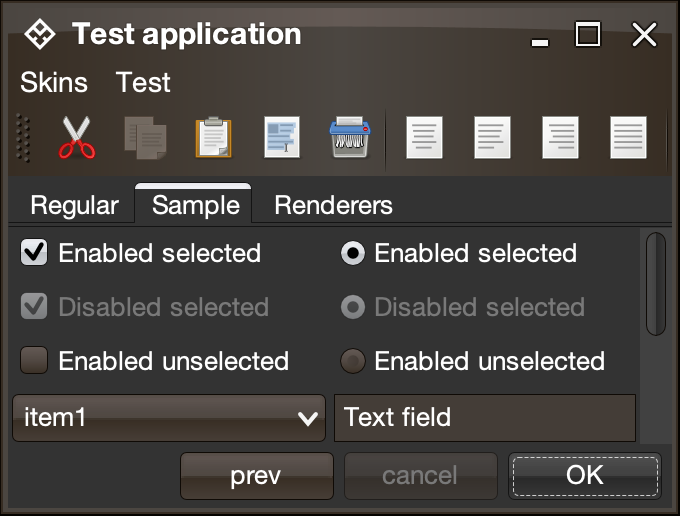 Test application
Skins Test
Regular Sample Renderers
Enabled selected Enabled selected
Disabled selected Disabled selected
Enabled unselected Enabled unselected
item1 Text field
prev cancel OK